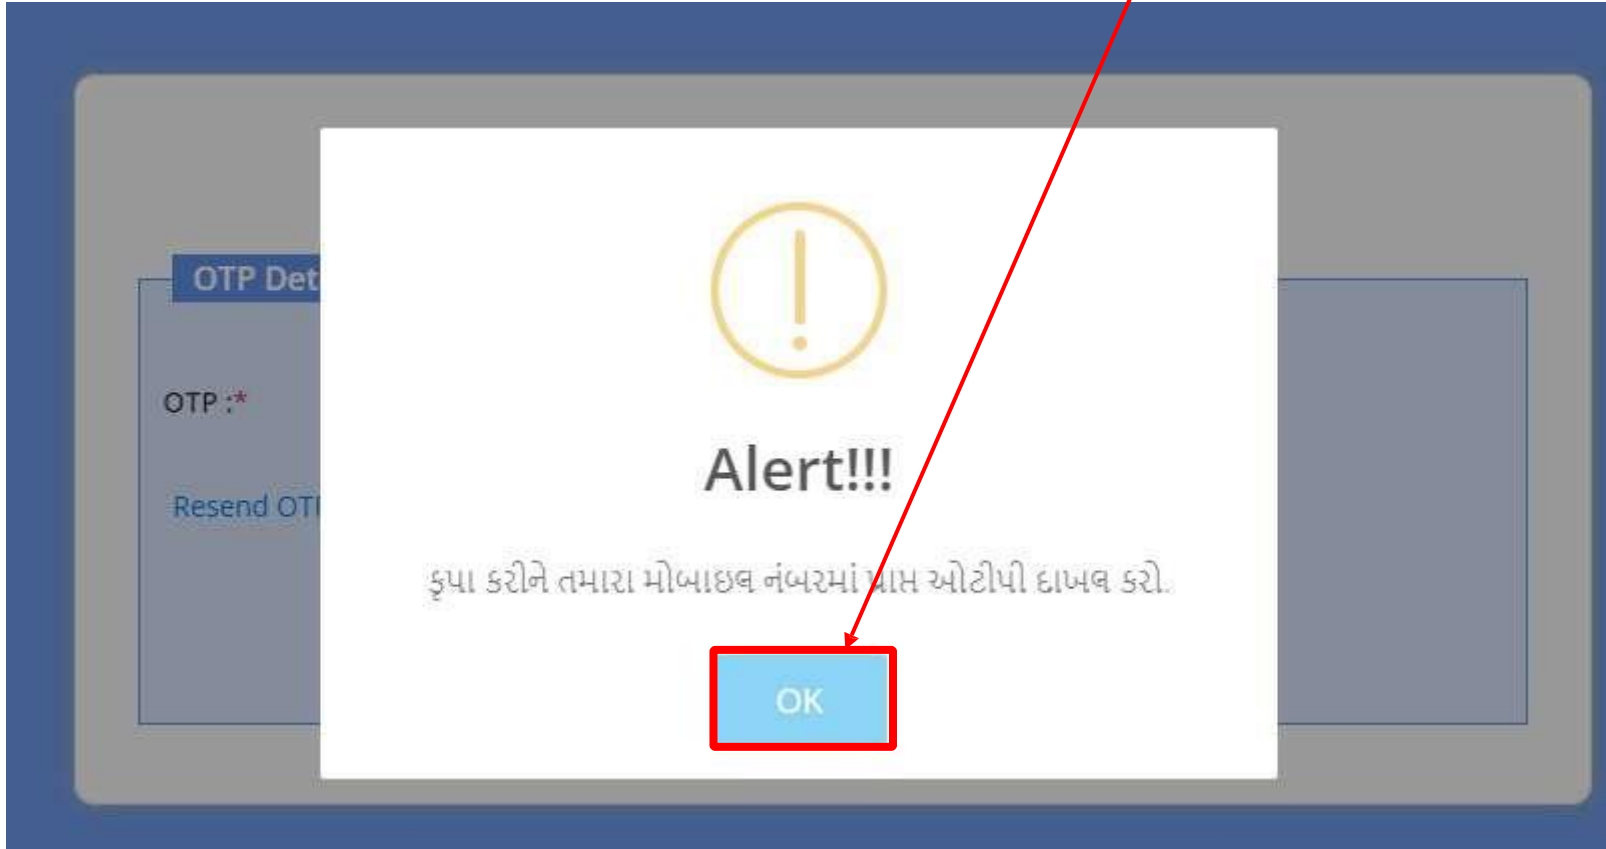 OTP Det
OTP :*
Resend OT
Alert!!!
કૃપા કરીને તમારા મોબાઇલ નંબરમાં પ્રાપ્ત ઓટીપી દાખલ કરો.
OK